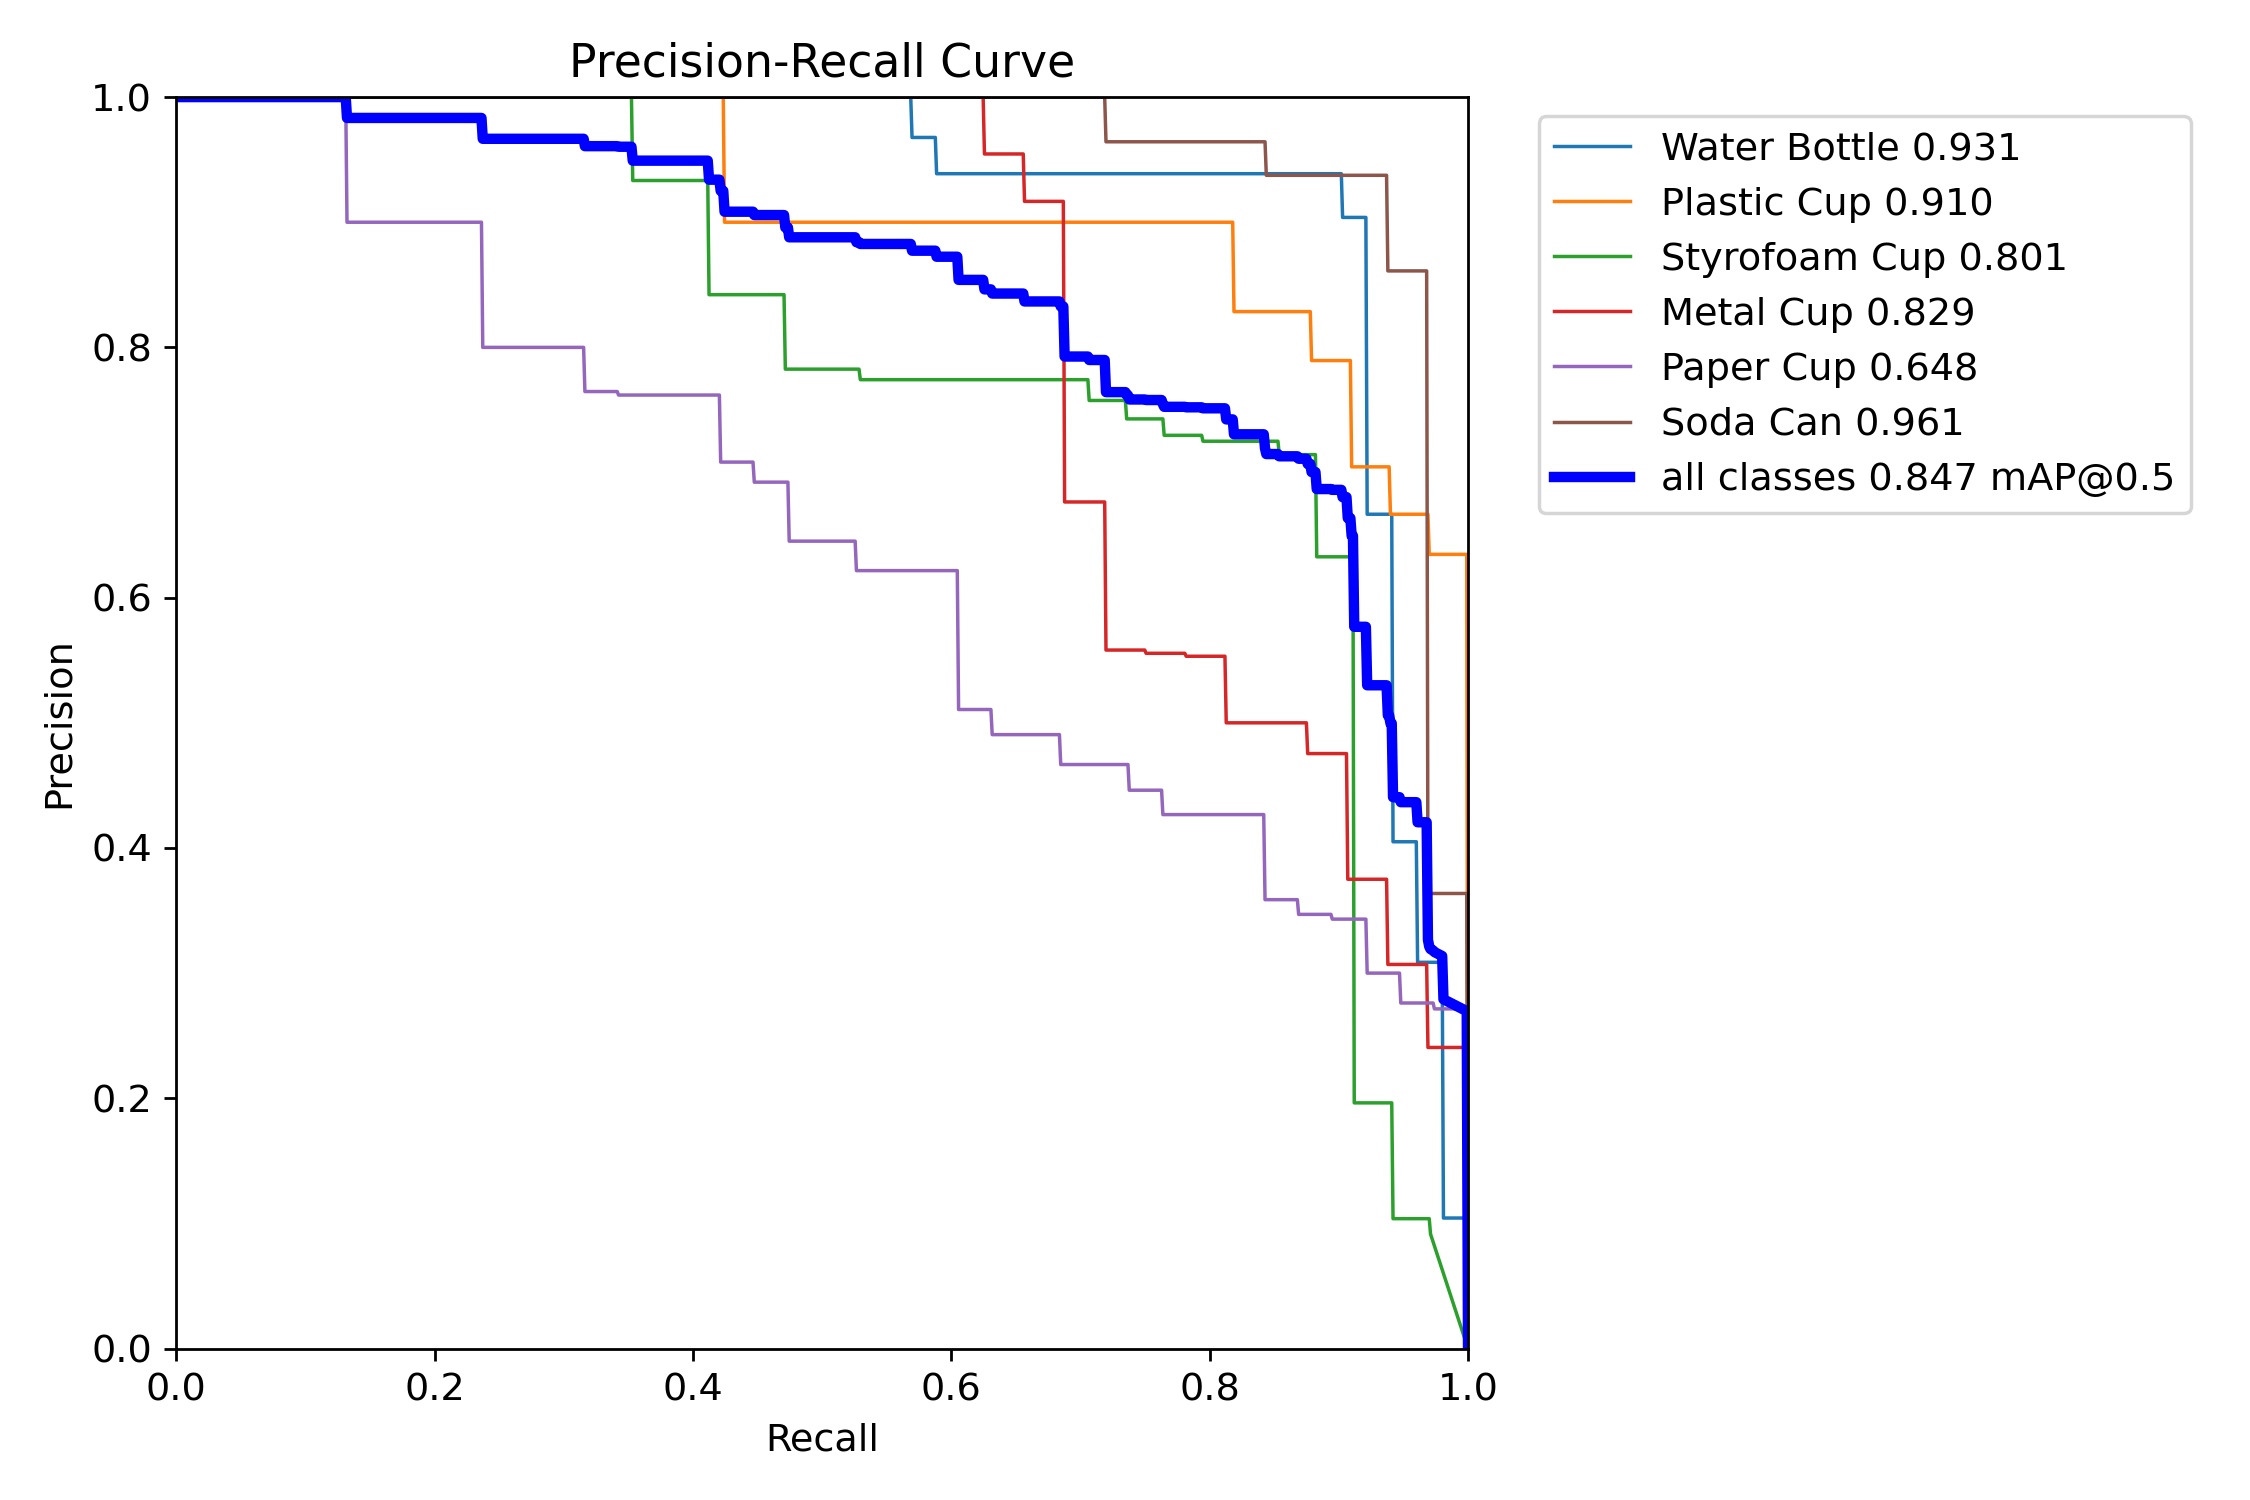 Precision-Recall Curve
1.0
0.8
0.6
0.4
0.2
0.0
Precision
0.0 0.2 0.4 0.6 0.8 1.0
Recall
Water Bottle 0.931
Plastic Cup 0.910
Styrofoam Cup 0.801
Metal Cup 0.829
Paper Cup 0.648
Soda Can 0.961
all classes 0.847 mAP@0.5